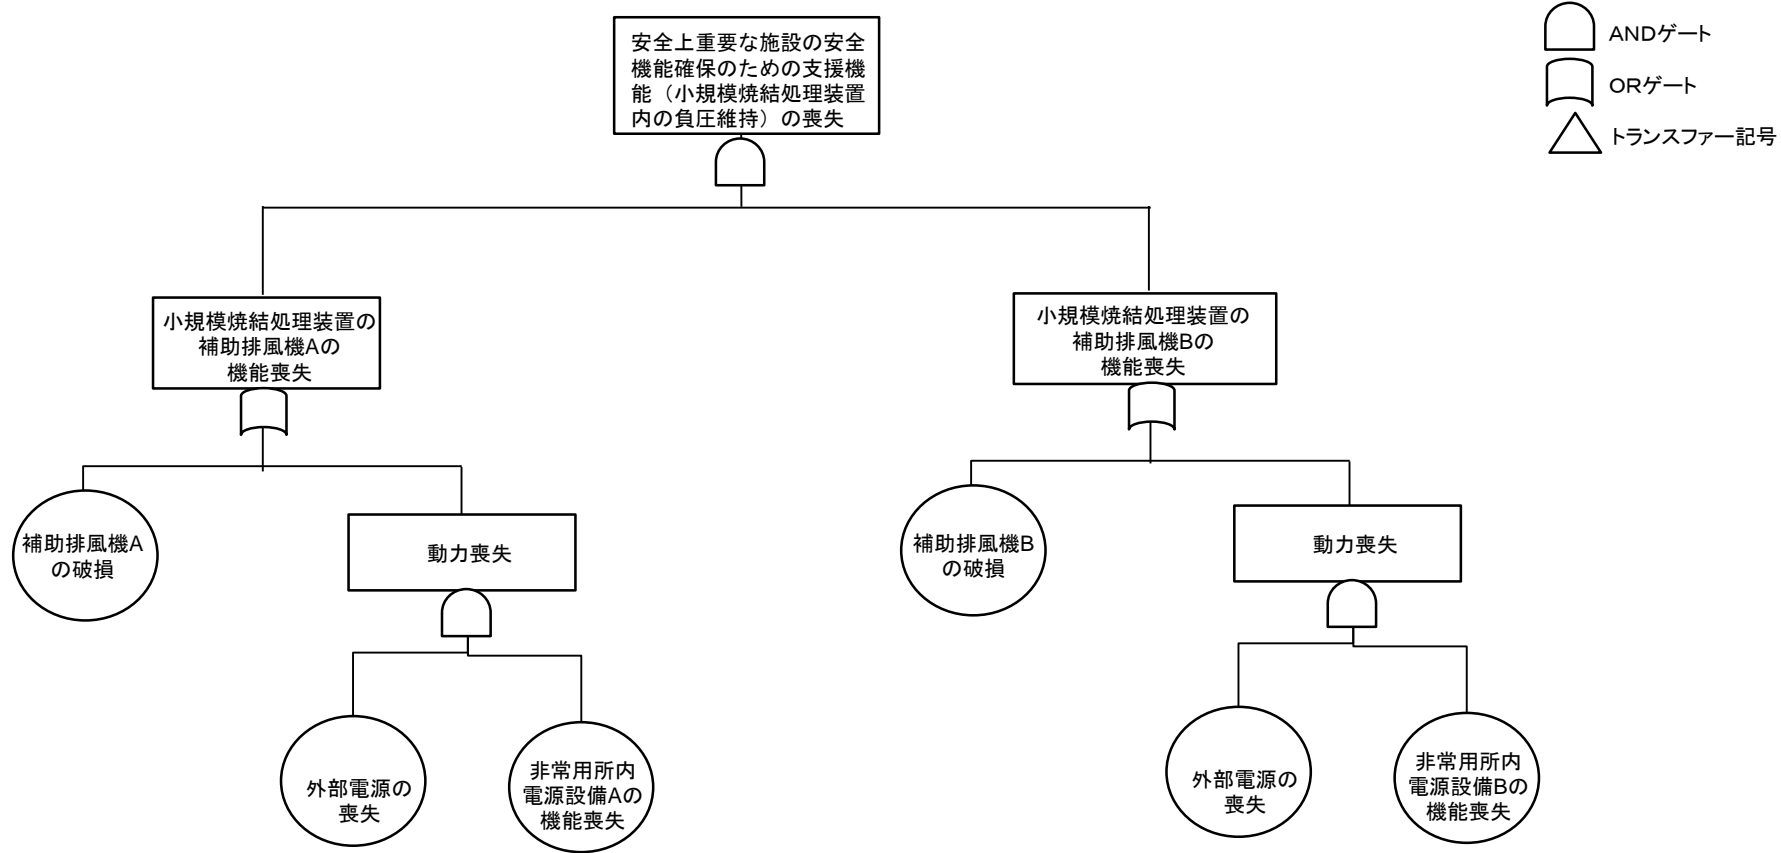 安全上重要な施設の安全
機能確保のための支援機
能（小規模焼結処理装置
内の負圧維持）の喪失
ANDゲート
ORゲート
トランスファー記号
小規模焼結処理装置の
補助排風機Aの
機能喪失
小規模焼結処理装置の
補助排風機Bの
機能喪失
補助排風機A
の破損
動力喪失
補助排風機B
の破損
動力喪失
外部電源の
喪失
非常用所内
電源設備Aの
機能喪失
外部電源の
喪失
非常用所内
電源設備Bの
機能喪失